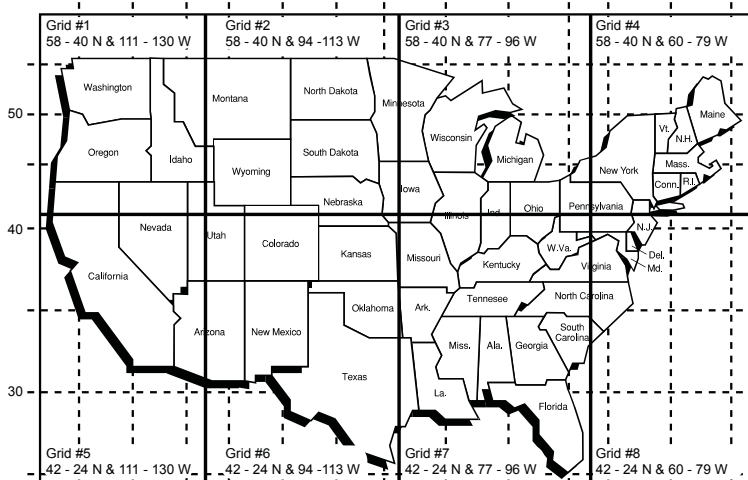 Grid #1
58 - 40 N & 111 - 130 W
Grid #2
58 - 40 N & 94 -113 W
Grid #3
58 - 40 N & 77 - 96 W
Grid #4
58 - 40 N & 60 - 79 W
50
40
30
Washington
Montana
North Dakota
Minnesota
Wisconsin
Michigan
Maine
Vt.
N.H.
Oregon
Idaho
Wyoming
South Dakota
New York
Mass.
Conn.
R.I.
Nebraska
Iowa
Illinois
Ind.
Ohio
Pennsylvania
N.J.
Nevada
Utah
Colorado
Kansas
Missouri
Kentucky
W.Va.
Virginia
Del.
Md.
California
Arizona
New Mexico
Oklahoma
Ark.
Tennesee
North Carolina
South
Carolina
Texas
La.
Miss.
Ala.
Georgia
Florida
Grid #5
42 - 24 N & 111 - 130 W
Grid #6
42 - 24 N & 94 -113 W
Grid #7
42 - 24 N & 77 - 96 W
Grid #8
42 - 24 N & 60 - 79 W